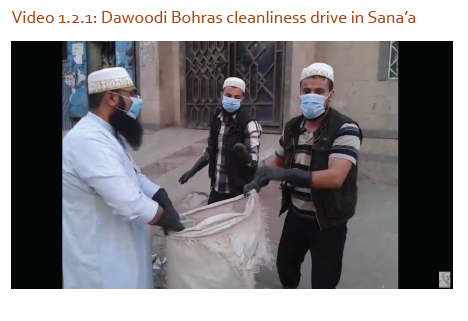 Video 1.2.1: Dawoodi Bohras cleanliness drive in Sana’a